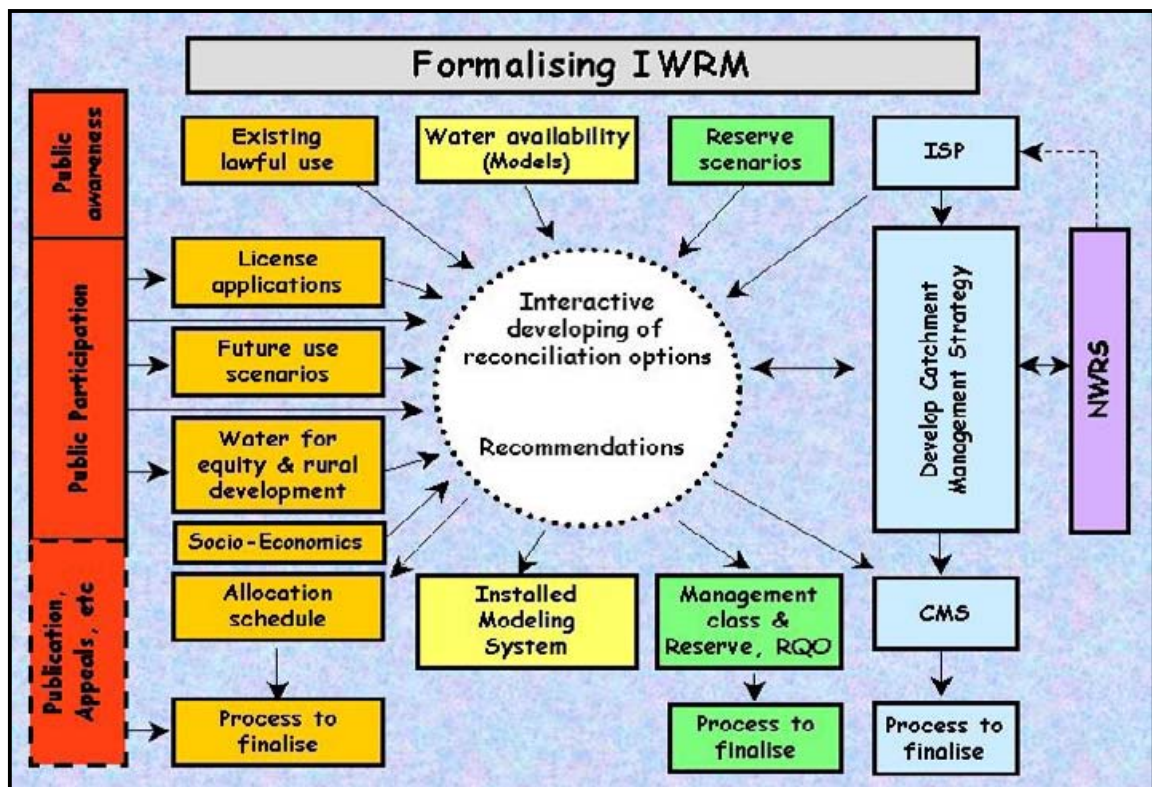 Formalising IWRM
Public
awareness
Existing
lawful use
Water availability
(Models)
Reserve
scenarios
ISP
Public Participation
License
applications
Future use
scenarios
Water for
equity & rural
development
Socio-Economics
Interactive
developing of
reconciliation options
Recommendations
Develop Catchment
Management Strategy
NWRS
Publication,
Appeals, etc
Allocation
schedule
Installed
Modeling
System
Management
class &
Reserve, RQO
CMS
Process to
finalise
Process to
finalise
Process to
finalise